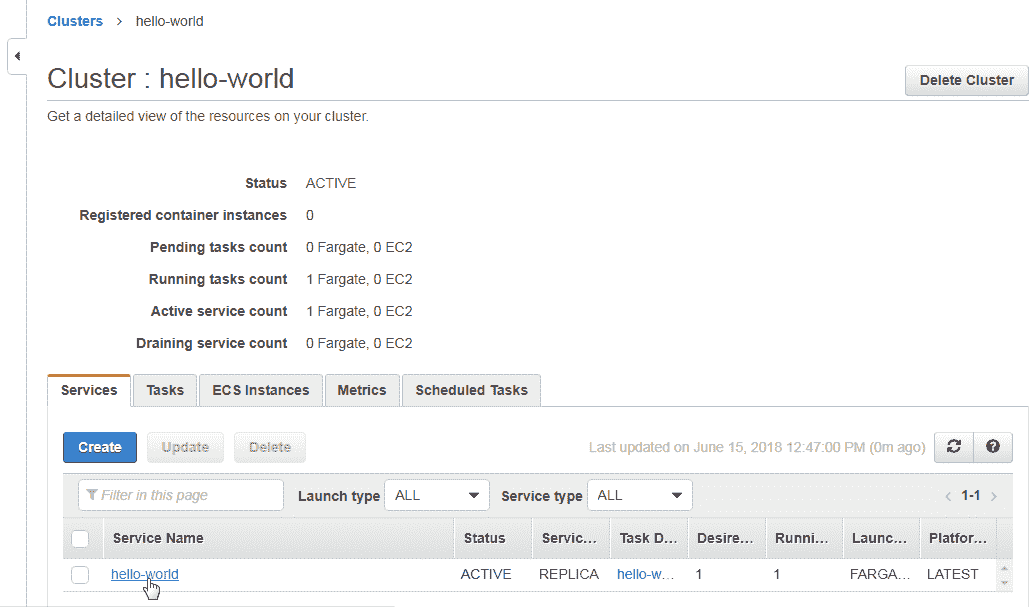 Clusters > hello-world
Cluster : hello-world
Delete Cluster
Get a detailed view of the resources on your cluster.
Status ACTIVE
Registered container instances 0
Pending tasks count 0 Fargate, 0 EC2
Running tasks count 1 Fargate, 0 EC2
Active service count 1 Fargate, 0 EC2
Draining service count 0 Fargate, 0 EC2
Services Tasks ECS Instances Metrics Scheduled Tasks
Create Update Delete Last updated on June 15, 2018 12:47:00 PM (0m ago) ?
Filter in this page Launch type ALL Service type ALL < 1-1 >
Service Name Status Servic... Task D... Desire... Runni... Launc... Platfor...
hello-world ACTIVE REPLICA hello-w... 1 1 FARGA... LATEST